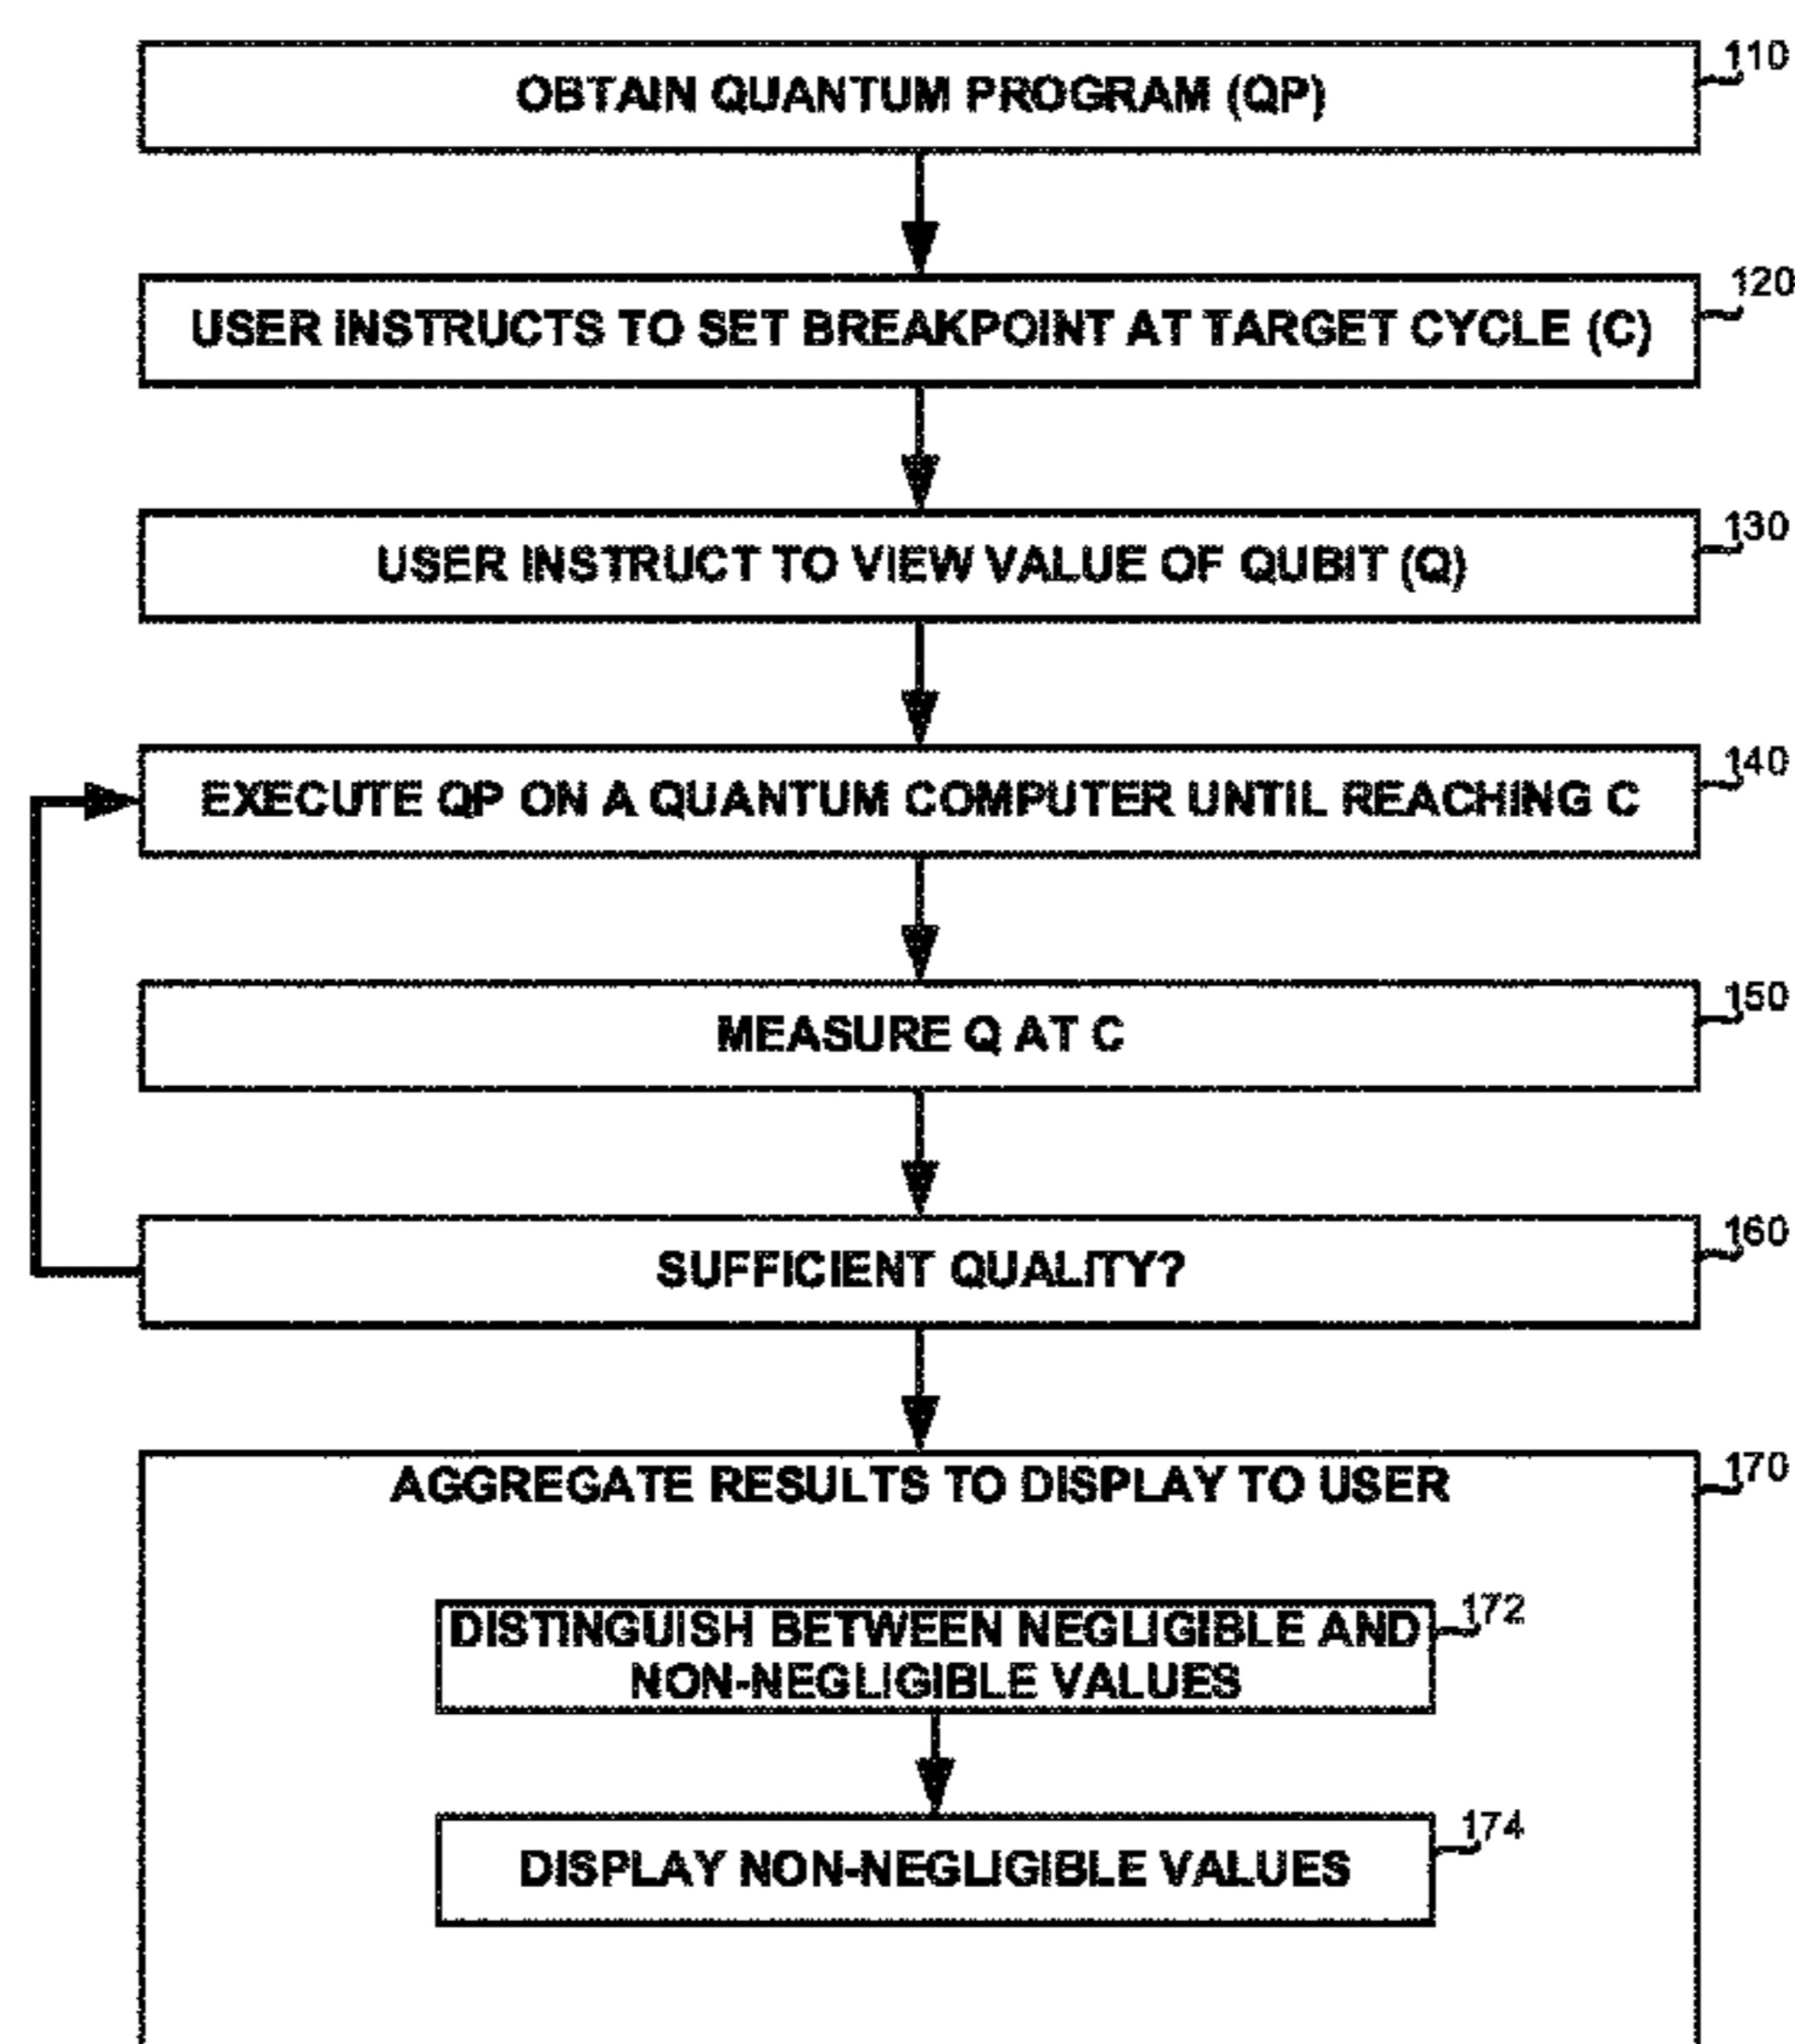 110
OBTAIN QUANTUM PROGRAM (QP)
120
USER INSTRUCTS TO SET BREAKPOINT AT TARGET CYCLE (C)
130
USER INSTRUCT TO VIEW VALUE OF QUBIT (Q)
140
EXECUTE QP ON A QUANTUM COMPUTER UNTIL REACHING C
150
MEASURE Q AT C
160
SUFFICIENT QUALITY?
170
AGGREGATE RESULTS TO DISPLAY TO USER
172
DISTINGUISH BETWEEN NEGLIGIBLE AND
NON-NEGLIGIBLE VALUES
174
DISPLAY NON-NEGLIGIBLE VALUES